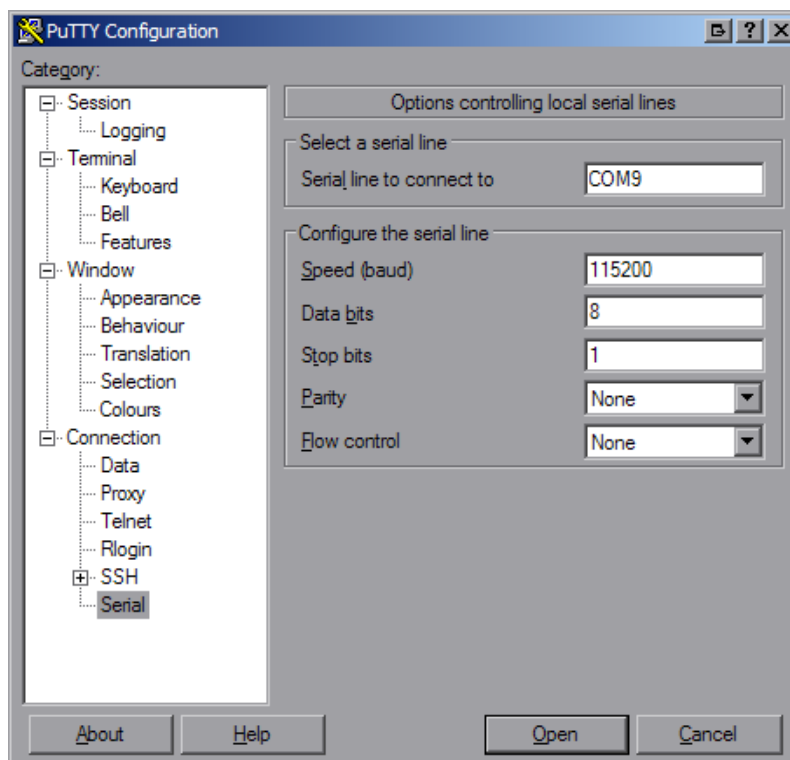 PuTTY Configuration
Category:
Session
Logging
Terminal
Keyboard
Bell
Features
Window
Appearance
Behaviour
Translation
Selection
Colours
Connection
Data
Proxy
Telnet
Rlogin
SSH
Serial
Options controlling local serial lines
Select a serial line
Serial line to connect to COM9
Configure the serial line
Speed (baud) 115200
Data bits 8
Stop bits 1
Parity None
Flow control None
About Help Open Cancel